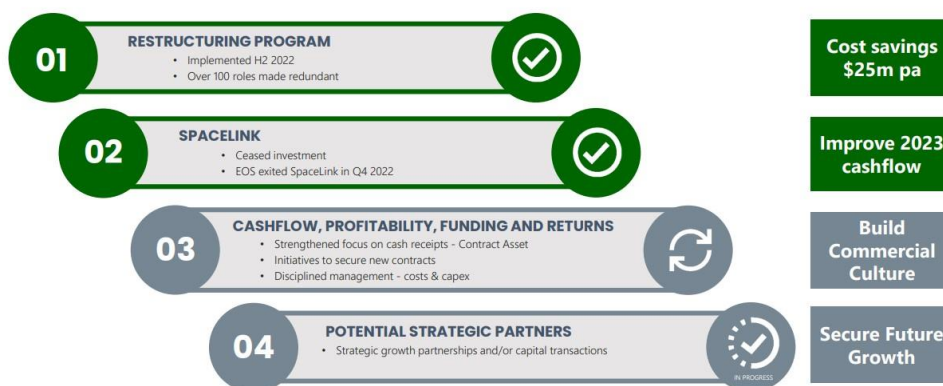 01
RESTRUCTURING PROGRAM
• Implemented H2 2022
• Over 100 roles made redundant
Cost savings
$25m pa
02
SPACELINK
• Ceased investment
• EOS exited SpaceLink in Q4 2022
Improve 2023
cashflow
03
CASHFLOW, PROFITABILITY, FUNDING AND RETURNS
• Strengthened focus on cash receipts - Contract Asset
• Initiatives to secure new contracts
• Disciplined management - costs & capex
Build
Commercial
Culture
04
POTENTIAL STRATEGIC PARTNERS
• Strategic growth partnerships and/or capital transactions
IN PROGRESS
Secure Future
Growth